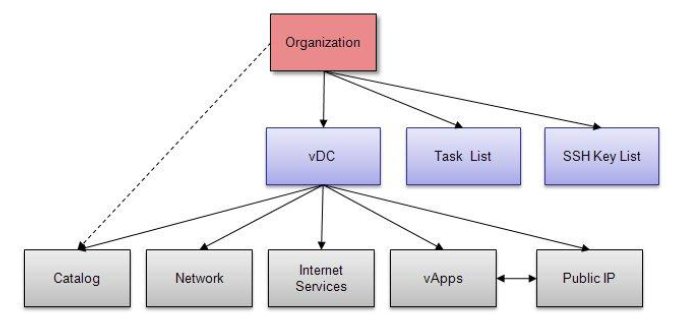 Organization
vDC
Task List
SSH Key List
Catalog
Network
Internet
Services
vApps
Public IP